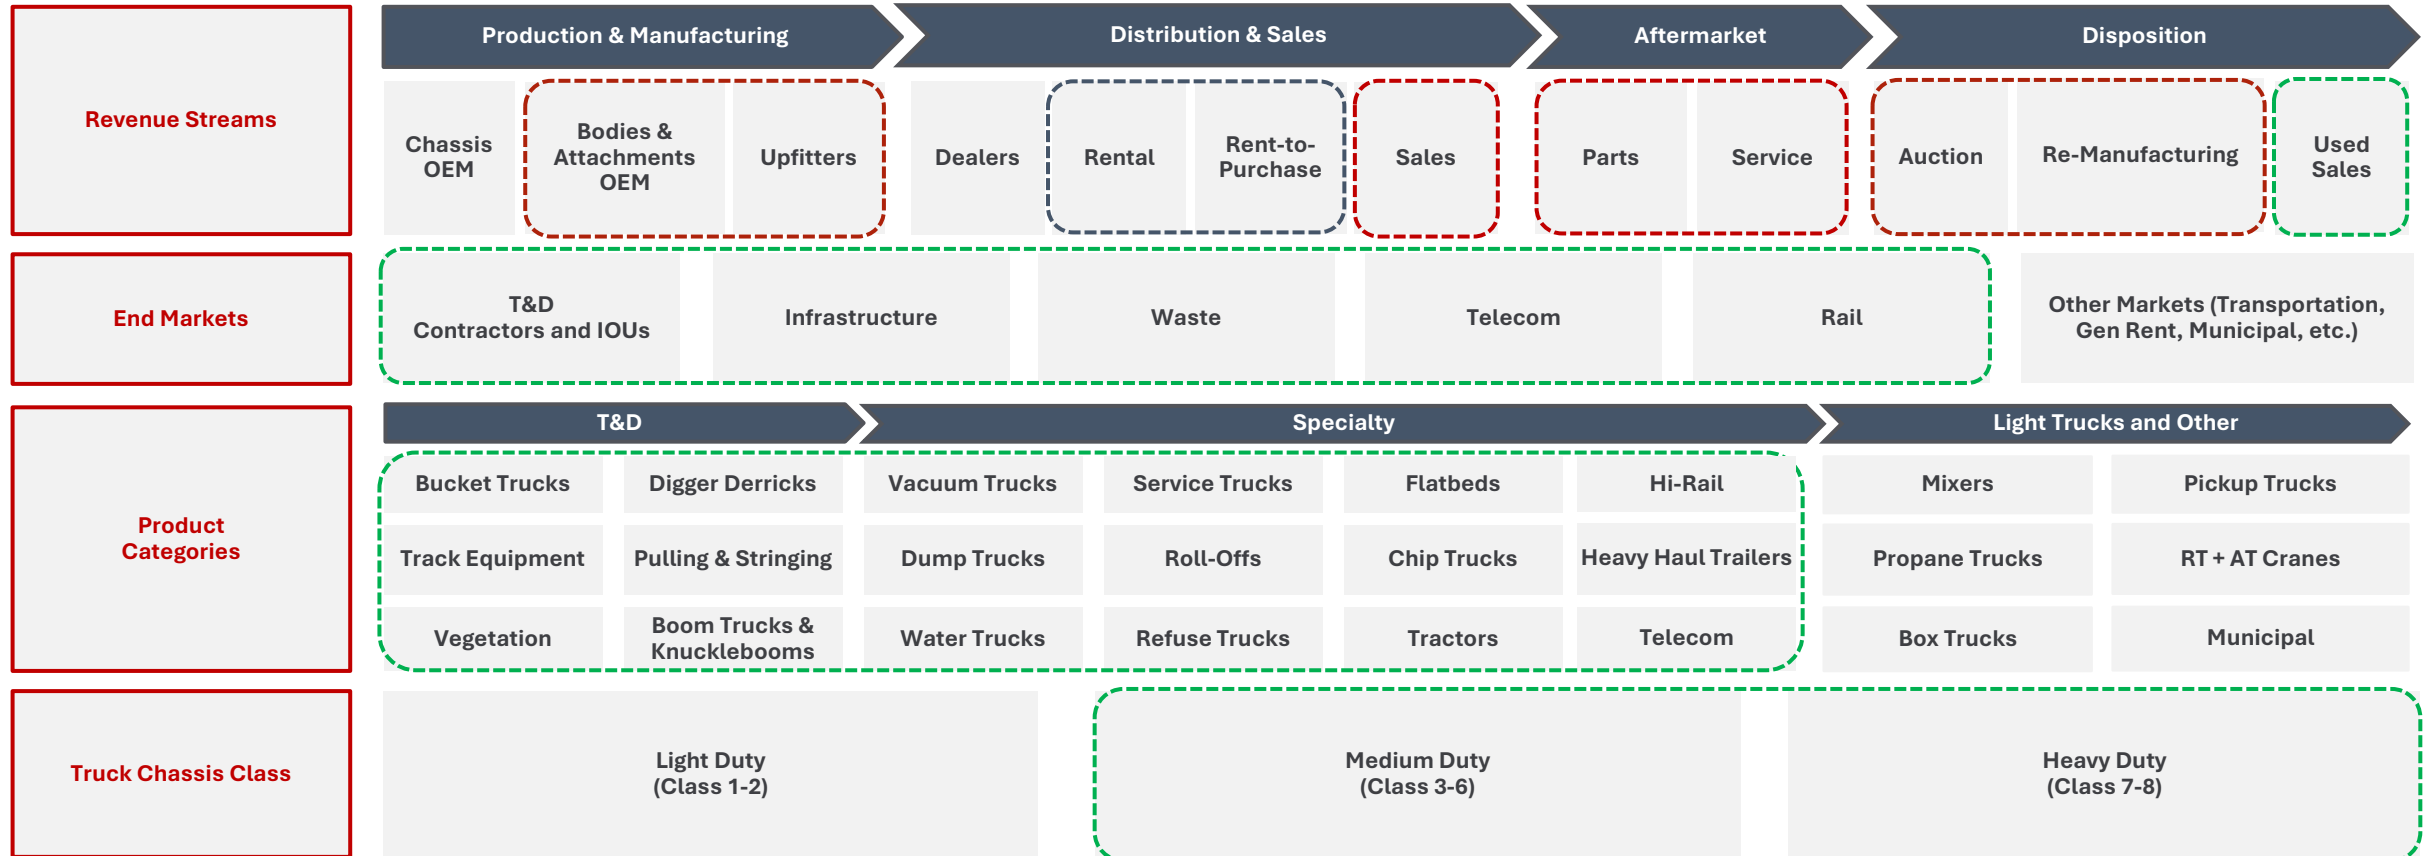 Revenue Streams
Production & Manufacturing
Distribution & Sales
Aftermarket
Disposition
Chassis
OEM
Bodies &
Attachments
OEM
Upfitters
Dealers
Rental
Rent-to-
Purchase
Sales
Parts
Service
Auction
Re-Manufacturing
Used
Sales
End Markets
T&D
Contractors and IOUs
Infrastructure
Waste
Telecom
Rail
Other Markets (Transportation,
Gen Rent, Municipal, etc.)
Product
Categories
T&D
Specialty
Light Trucks and Other
Bucket Trucks
Digger Derricks
Vacuum Trucks
Service Trucks
Flatbeds
Hi-Rail
Mixers
Pickup Trucks
Track Equipment
Pulling & Stringing
Dump Trucks
Roll-Offs
Chip Trucks
Heavy Haul Trailers
Propane Trucks
RT + AT Cranes
Vegetation
Boom Trucks &
Knucklebooms
Water Trucks
Refuse Trucks
Tractors
Telecom
Box Trucks
Municipal
Truck Chassis Class
Light Duty
(Class 1-2)
Medium Duty
(Class 3-6)
Heavy Duty
(Class 7-8)